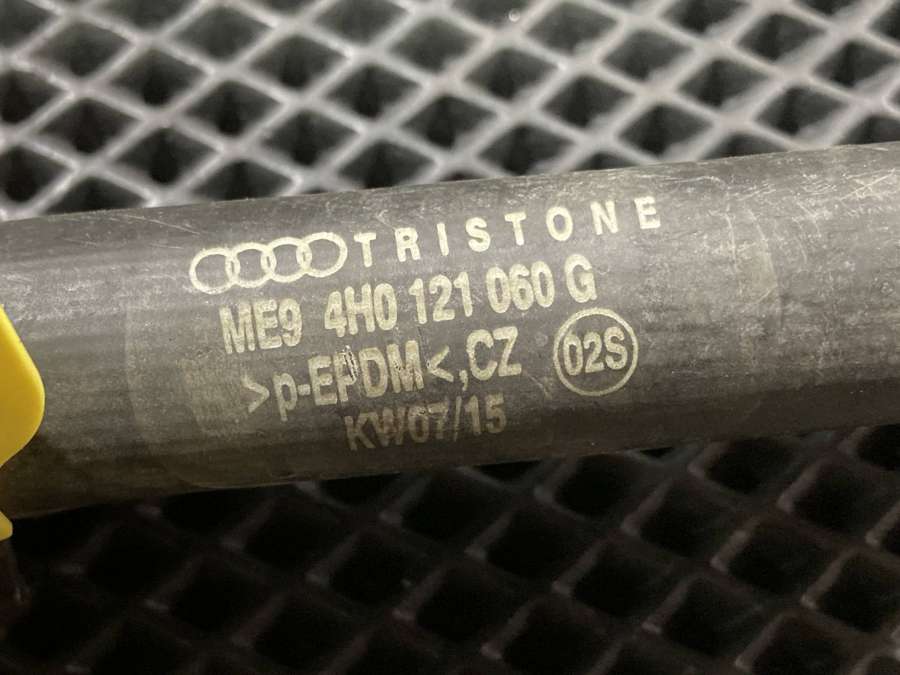 TRISTONE
ME9 4H0 121 060 G
>p-EPDM<,CZ 02S
KW07/15